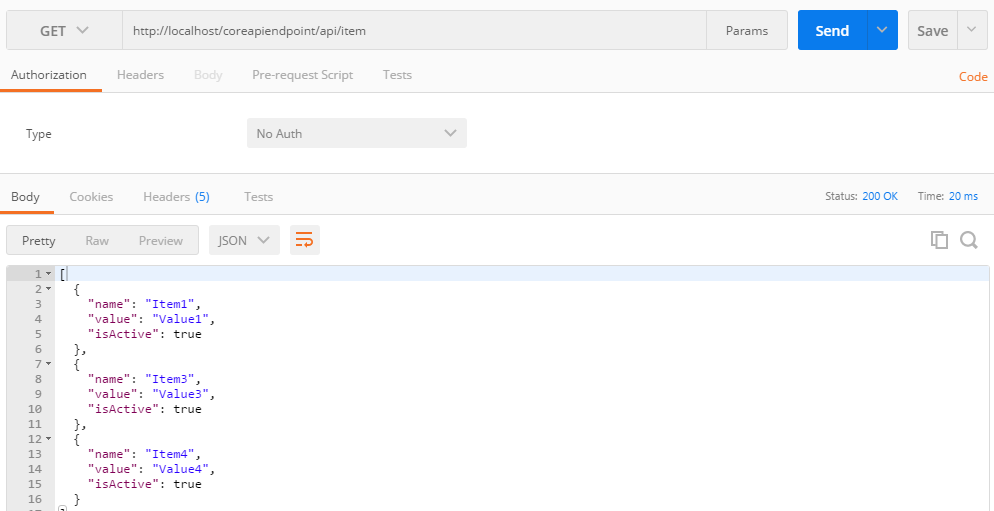 GET http://localhost/coreapiendpoint/api/item Params Send Save
Authorization Headers Body Pre-request Script Tests Code
Type No Auth
Body Cookies Headers (5) Tests Status: 200 OK Time: 20 ms
Pretty Raw Preview JSON
1 [
2 {
3 "name": "Item1",
4 "value": "Value1",
5 "isActive": true
6 },
7 {
8 "name": "Item3",
9 "value": "Value3",
10 "isActive": true
11 },
12 {
13 "name": "Item4",
14 "value": "Value4",
15 "isActive": true
16 }